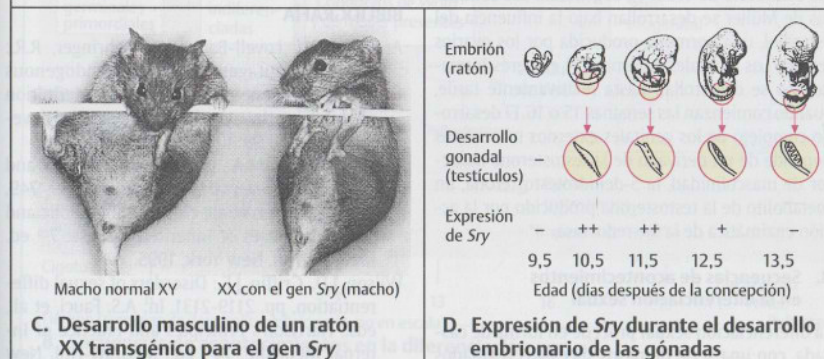 Macho normal XY
XX con el gen Sry (macho)
C. Desarrollo masculino de un ratón
XX transgénico para el gen Sry
Embrión
(ratón)
Desarrollo
gonadal
(testículos)
–
Expresión
de Sry
– ++ ++ + –
9,5 10,5 11,5 12,5 13,5
Edad (días después de la concepción)
D. Expresión de Sry durante el desarrollo
embrionario de las gónadas